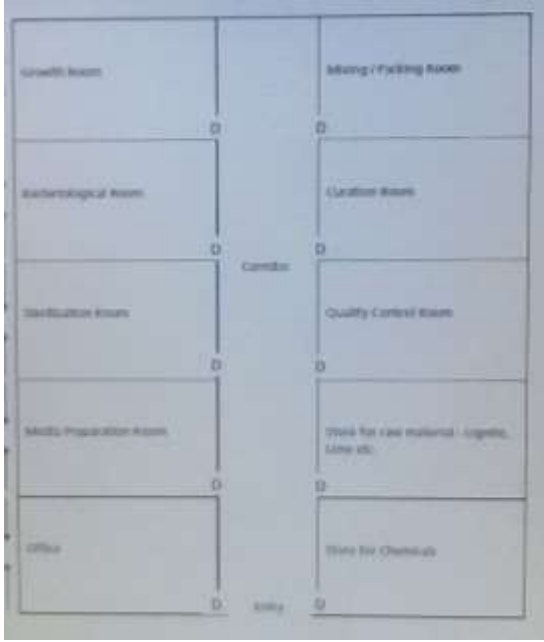 Growth Room
Mixing / Packing Room
D
D
Bacteriological Room
Curation Room
D
D
Corridor
Sterilisation Room
Quality Control Room
D
D
Media Preparation Room
Store for raw material - Lignite,
Lime etc.
D
D
Office
Store for Chemicals
D
Entry
D